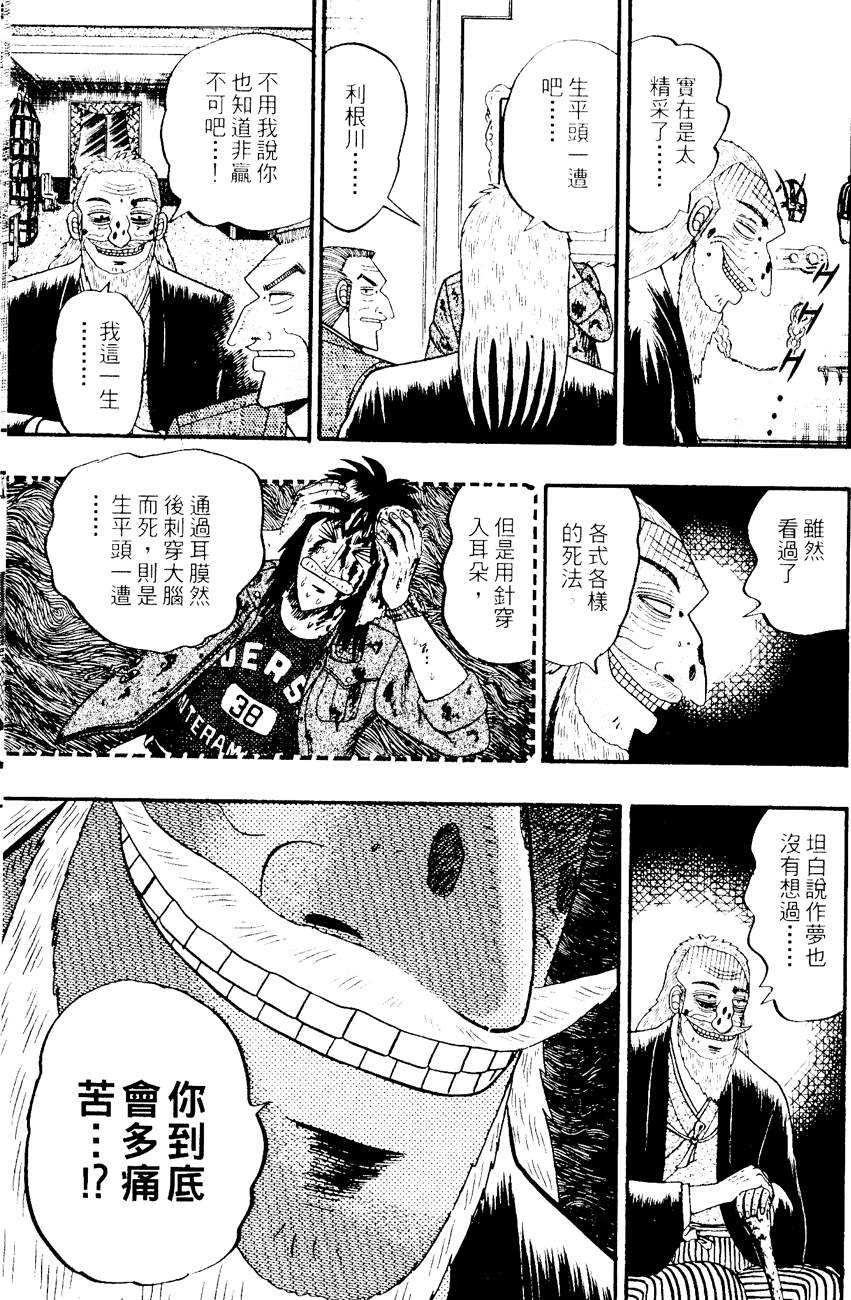 實在是太
精采了……
生平頭一遭
吧……
利根川……
不用我說你
也知道非贏
不可吧…！
我這一生
………
雖然
看過了
各式各樣
的死法。
但是用針穿
入耳朵，
通過耳膜然
後刺穿大腦
而死，則是
生平頭一遭
……
DERS
38
INTERAM
坦白說作夢也
沒有想過……
你到底
會多痛
苦…!?